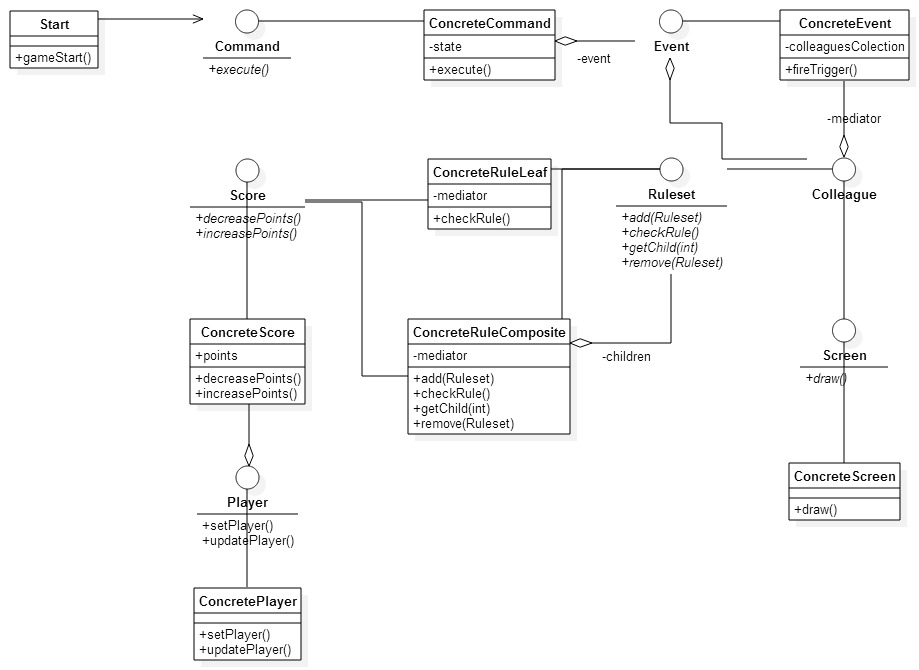 Start
+gameStart()
Command
+execute()
ConcreteCommand
-state
+execute()
-event
Event
ConcreteEvent
-colleaguesColection
+fireTrigger()
-mediator
Colleague
Score
+decreasePoints()
+increasePoints()
ConcreteRuleLeaf
-mediator
+checkRule()
Ruleset
+add(Ruleset)
+checkRule()
+getChild(int)
+remove(Ruleset)
ConcreteScore
+points
+decreasePoints()
+increasePoints()
ConcreteRuleComposite
-mediator
+add(Ruleset)
+checkRule()
+getChild(int)
+remove(Ruleset)
-children
Screen
+draw()
ConcreteScreen
+draw()
Player
+setPlayer()
+updatePlayer()
ConcretePlayer
+setPlayer()
+updatePlayer()